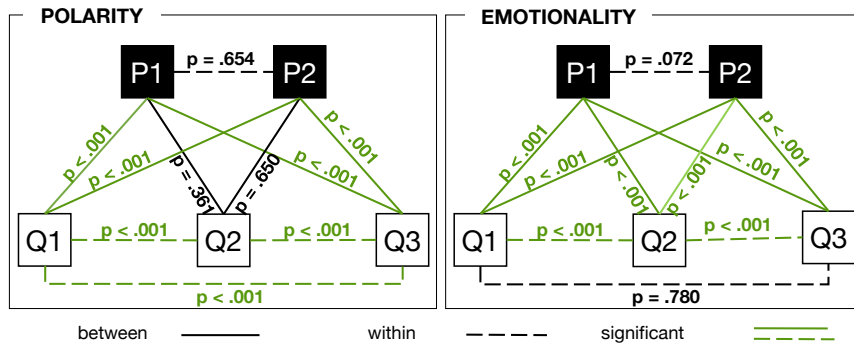 POLARITY
P1
p = .654
P2
p < .001
p < .001
p = .361
p = .650
p < .001
p < .001
Q1
p < .001
Q2
p < .001
Q3
p < .001
EMOTIONALITY
P1
p = .072
P2
p < .001
p < .001
p < .001
p < .001
p < .001
p < .001
Q1
p < .001
Q2
p < .001
Q3
p = .780
between
within
significant